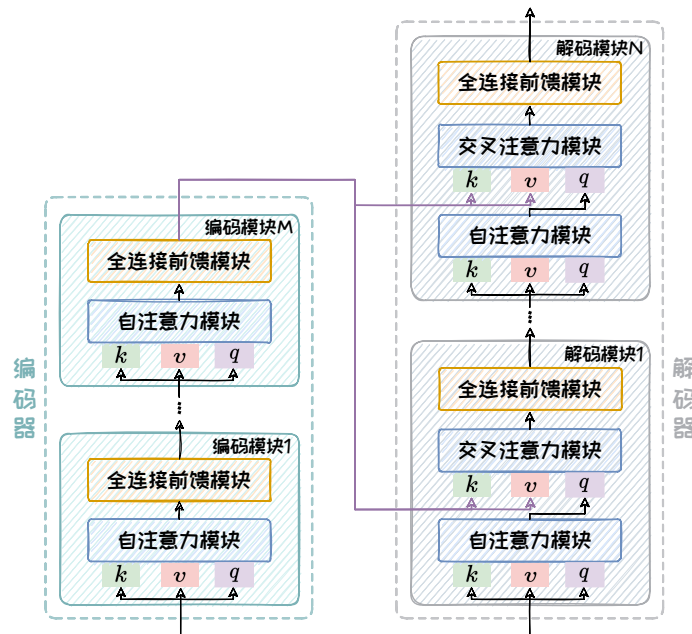 编码器
编码模块M
全连接前馈模块
自注意力模块
k v q
...
编码模块1
全连接前馈模块
自注意力模块
k v q
解码模块N
全连接前馈模块
交叉注意力模块
k v q
自注意力模块
k v q
...
解码模块1
全连接前馈模块
交叉注意力模块
k v q
自注意力模块
k v q
解码器